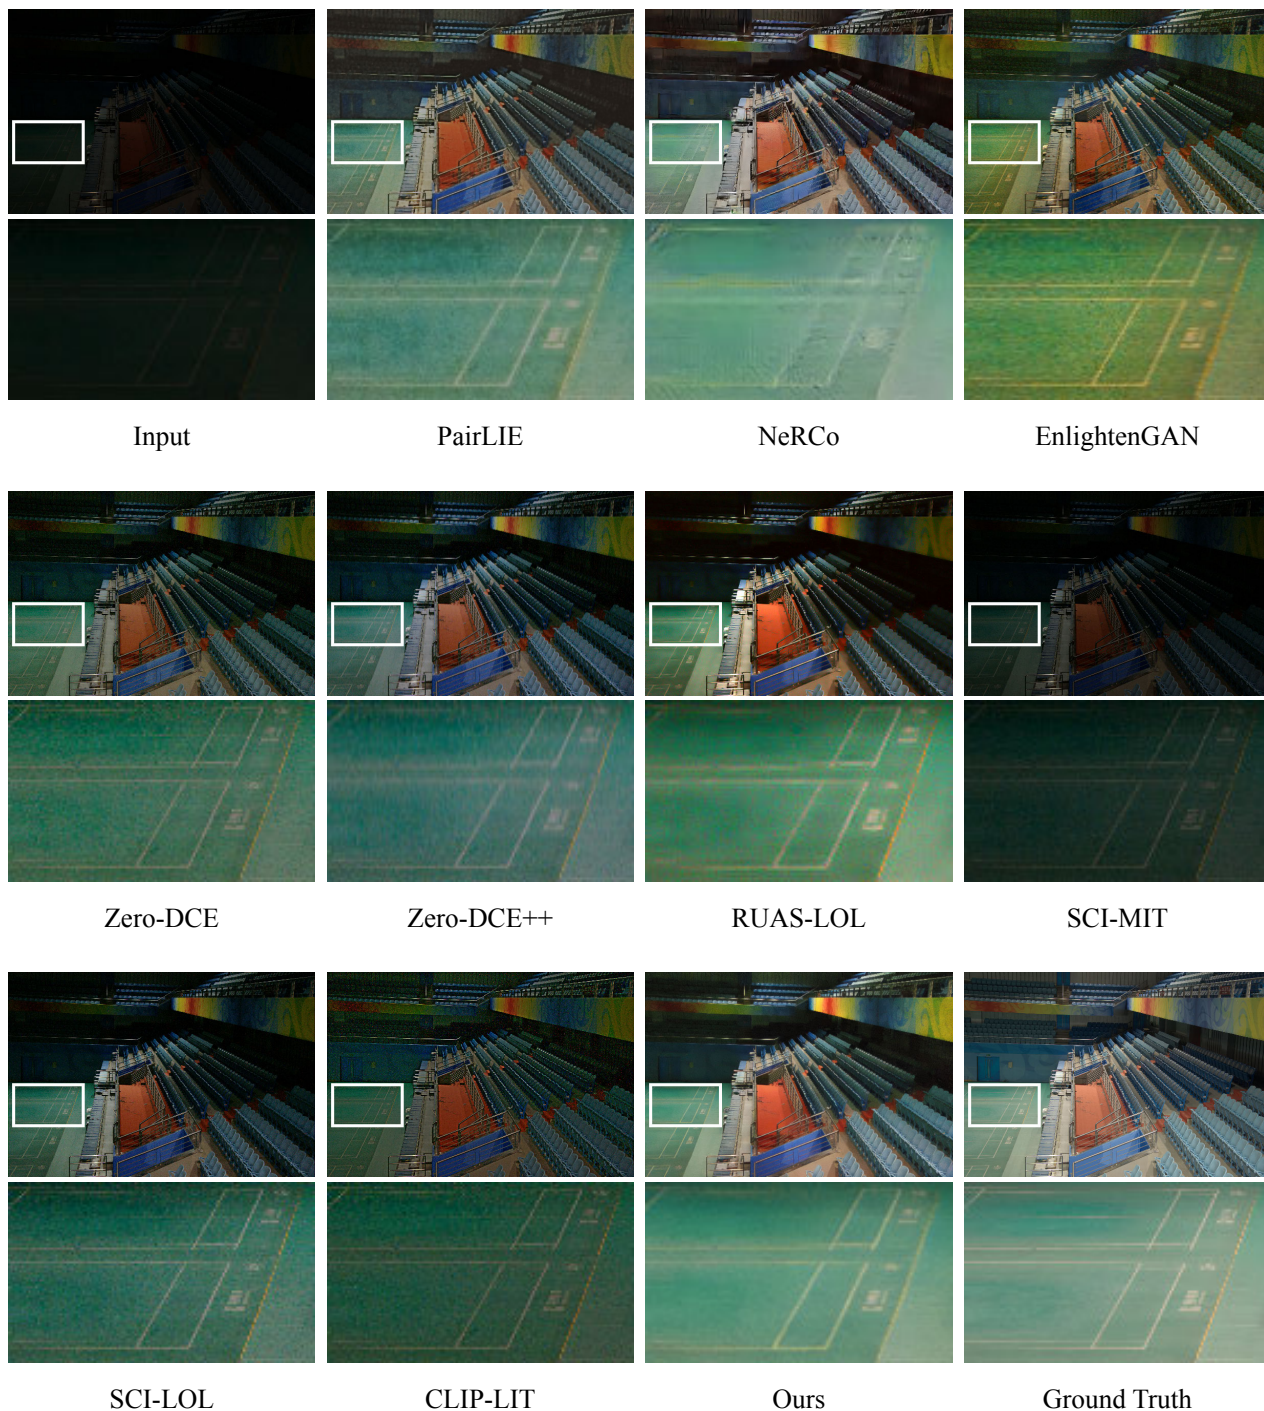 Input
PairLIE
NeRCo
EnlightenGAN
Zero-DCE
Zero-DCE++
RUAS-LOL
SCI-MIT
SCI-LOL
CLIP-LIT
Ours
Ground Truth